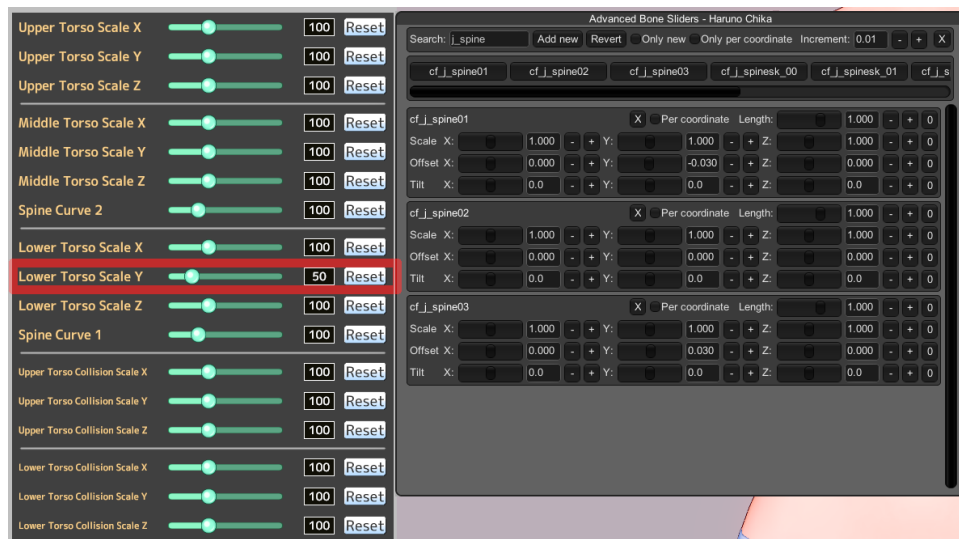 Upper Torso Scale X 100 Reset
Upper Torso Scale Y 100 Reset
Upper Torso Scale Z 100 Reset
Middle Torso Scale X 100 Reset
Middle Torso Scale Y 100 Reset
Middle Torso Scale Z 100 Reset
Spine Curve 2 100 Reset
Lower Torso Scale X 100 Reset
Lower Torso Scale Y 50 Reset
Lower Torso Scale Z 100 Reset
Spine Curve 1 100 Reset
Upper Torso Collision Scale X 100 Reset
Upper Torso Collision Scale Y 100 Reset
Upper Torso Collision Scale Z 100 Reset
Lower Torso Collision Scale X 100 Reset
Lower Torso Collision Scale Y 100 Reset
Lower Torso Collision Scale Z 100 Reset
Advanced Bone Sliders - Haruno Chika
Search: j_spine Add new Revert Only new Only per coordinate Increment: 0.01 - + X
cf_j_spine01 cf_j_spine02 cf_j_spine03 cf_j_spinesk_00 cf_j_spinesk_01 cf_j_s
cf_j_spine01 X Per coordinate Length: 1.000 - + 0
Scale X: 1.000 - + Y: 1.000 - + Z: 1.000 - + 0
Offset X: 0.000 - + Y: -0.030 - + Z: 0.000 - + 0
Tilt X: 0.0 - + Y: 0.0 - + Z: 0.0 - + 0
cf_j_spine02 X Per coordinate Length: 1.000 - + 0
Scale X: 1.000 - + Y: 1.000 - + Z: 1.000 - + 0
Offset X: 0.000 - + Y: 0.000 - + Z: 0.000 - + 0
Tilt X: 0.0 - + Y: 0.0 - + Z: 0.0 - + 0
cf_j_spine03 X Per coordinate Length: 1.000 - + 0
Scale X: 1.000 - + Y: 1.000 - + Z: 1.000 - + 0
Offset X: 0.000 - + Y: 0.030 - + Z: 0.000 - + 0
Tilt X: 0.0 - + Y: 0.0 - + Z: 0.0 - + 0